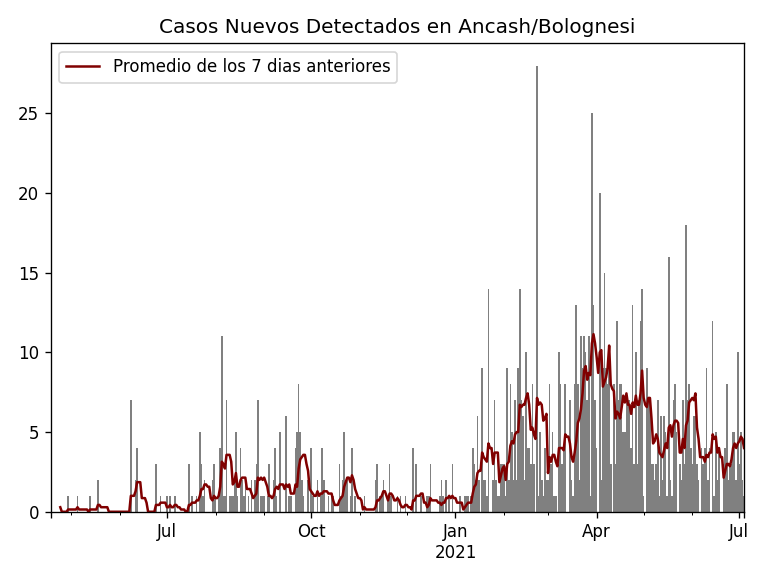 Casos Nuevos Detectados en Ancash/Bolognesi
Promedio de los 7 dias anteriores
25
20
15
10
5
0
Jul
Oct
Jan
2021
Apr
Jul